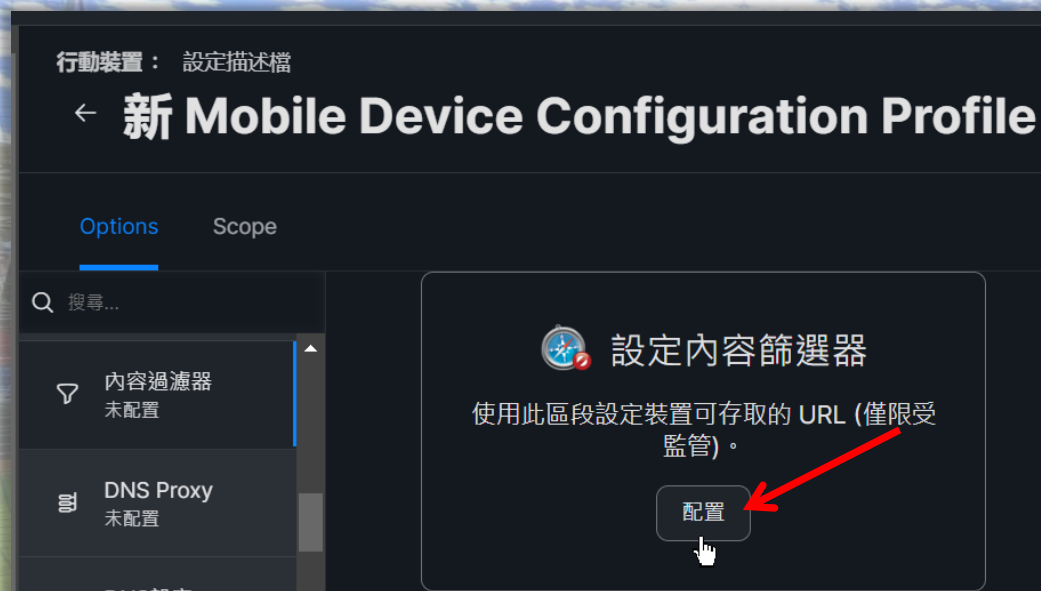 行動裝置： 設定描述檔
← 新 Mobile Device Configuration Profile
Options Scope
搜尋...
內容過濾器
未配置
DNS Proxy
未配置
設定內容篩選器
使用此區段設定裝置可存取的 URL (僅限受
監管)。
配置